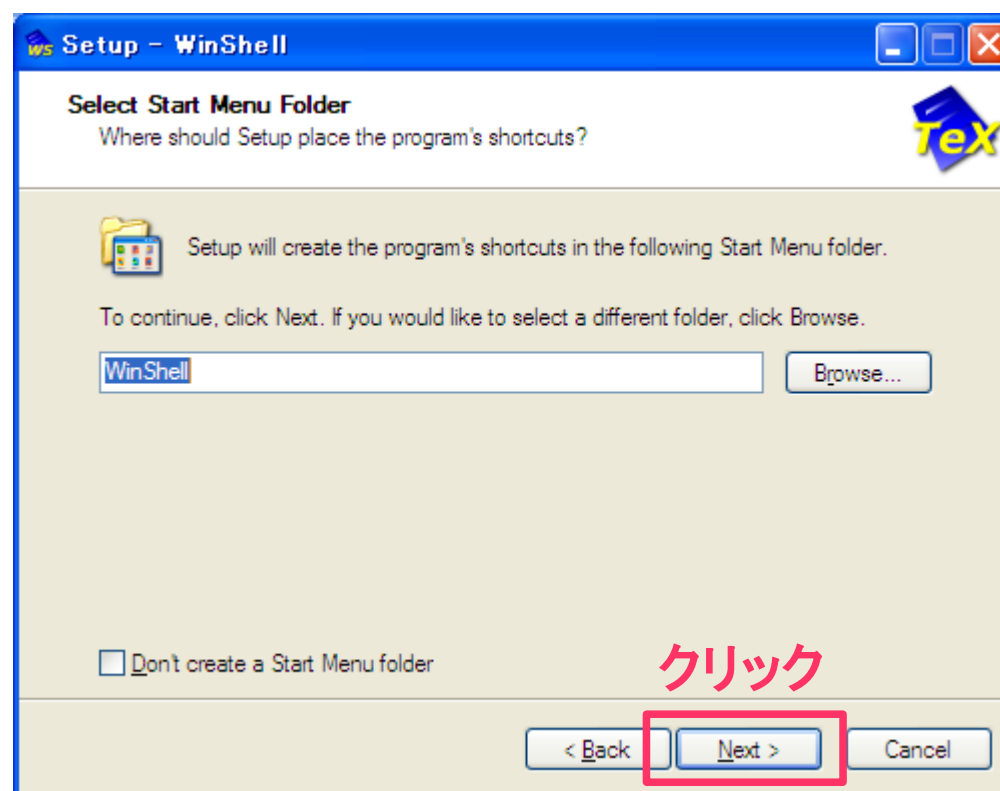 WS Setup - WinShell
Select Start Menu Folder
Where should Setup place the program's shortcuts?
TeX
Setup will create the program's shortcuts in the following Start Menu folder.
To continue, click Next. If you would like to select a different folder, click Browse.
WinShell
Browse...
Don't create a Start Menu folder
クリック
< Back
Next >
Cancel